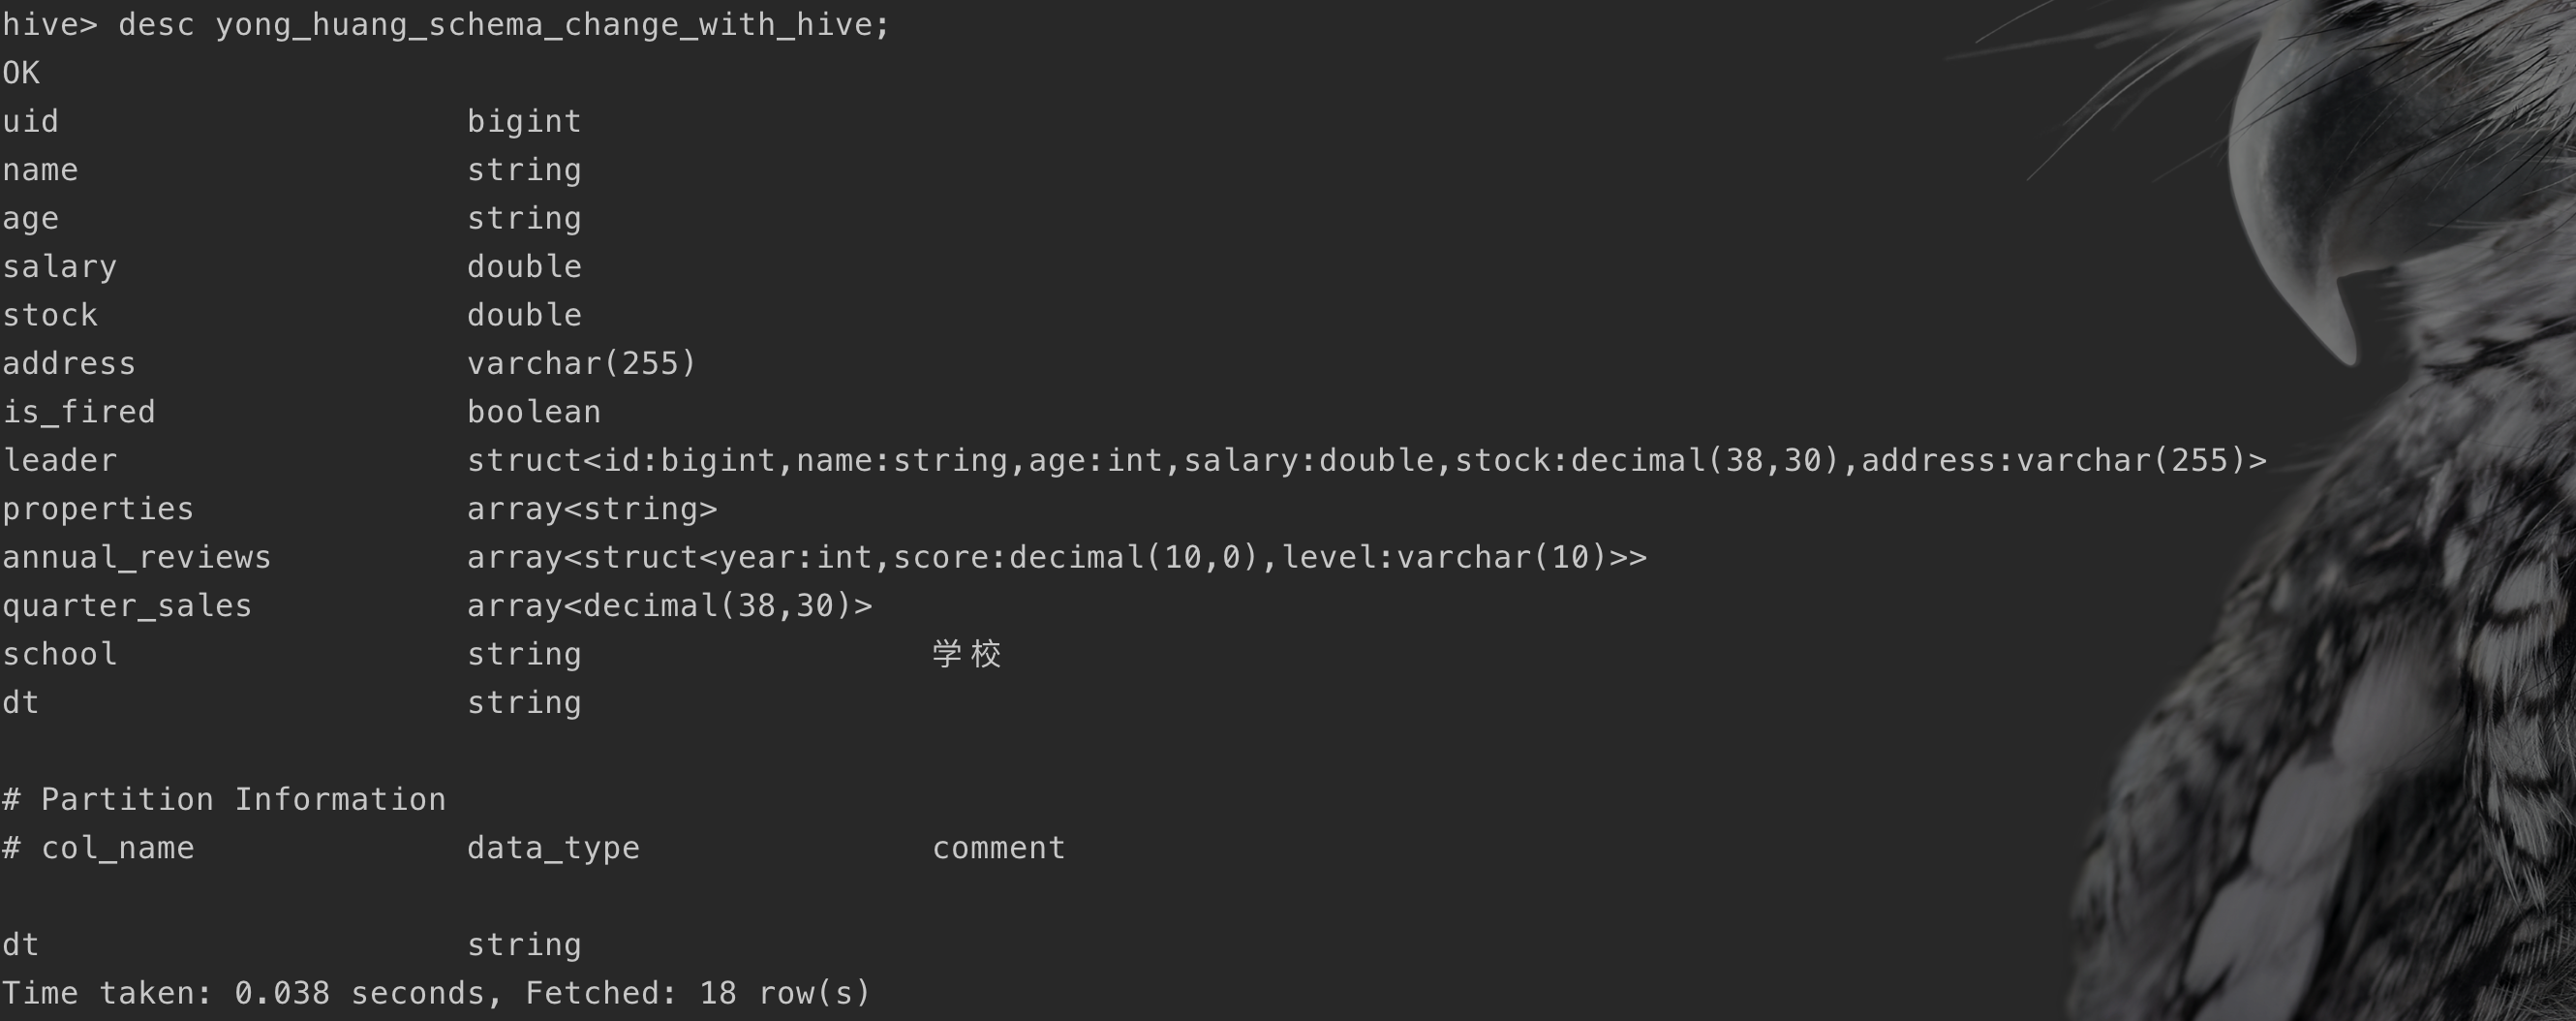 hive> desc yong_huang_schema_change_with_hive;
OK
uid                     bigint
name                    string
age                     string
salary                  double
stock                   double
address                 varchar(255)
is_fired                boolean
leader                  struct<id:bigint,name:string,age:int,salary:double,stock:decimal(38,30),address:varchar(255)>
properties              array<string>
annual_reviews          array<struct<year:int,score:decimal(10,0),level:varchar(10)>>
quarter_sales           array<decimal(38,30)>
school                  string                  学校
dt                      string

# Partition Information
# col_name              data_type               comment

dt                      string
Time taken: 0.038 seconds, Fetched: 18 row(s)